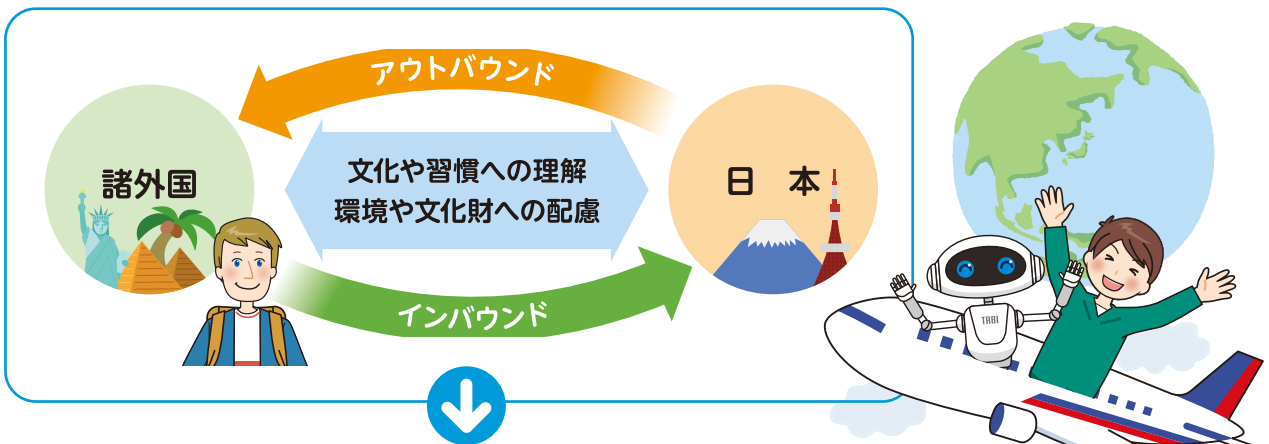 アウトバウンド
諸外国
文化や習慣への理解
環境や文化財への配慮
日 本
インバウンド
TABI